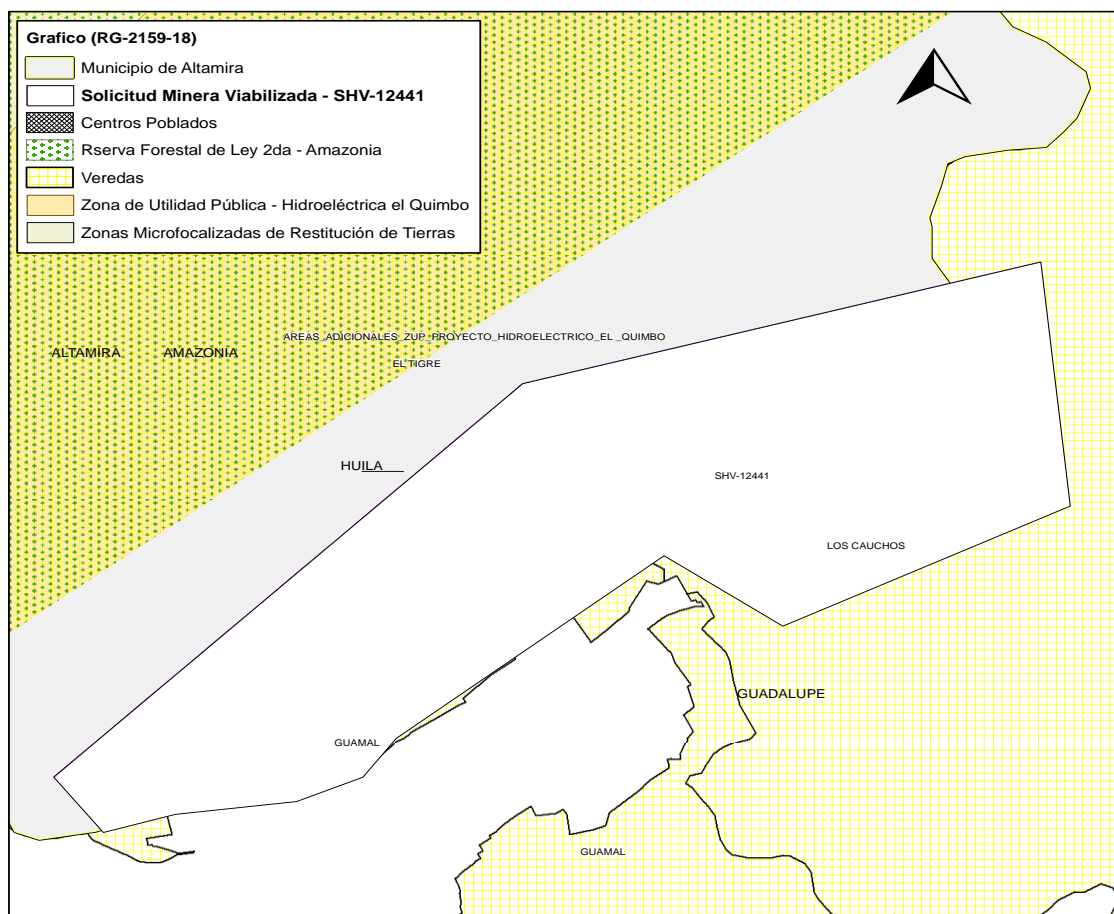 Grafico (RG-2159-18)
Municipio de Altamira
Solicitud Minera Viabilizada - SHV-12441
Centros Poblados
Rserva Forestal de Ley 2da - Amazonia
Veredas
Zona de Utilidad Pública - Hidroeléctrica el Quimbo
Zonas Microfocalizadas de Restitución de Tierras
AREAS_ADICIONALES_ZUP_PROYECTO_HIDROELECTRICO_EL _QUIMBO
ALTAMIRA AMAZONIA
EL TIGRE
HUILA
SHV-12441
LOS CAUCHOS
GUADALUPE
GUAMAL
GUAMAL